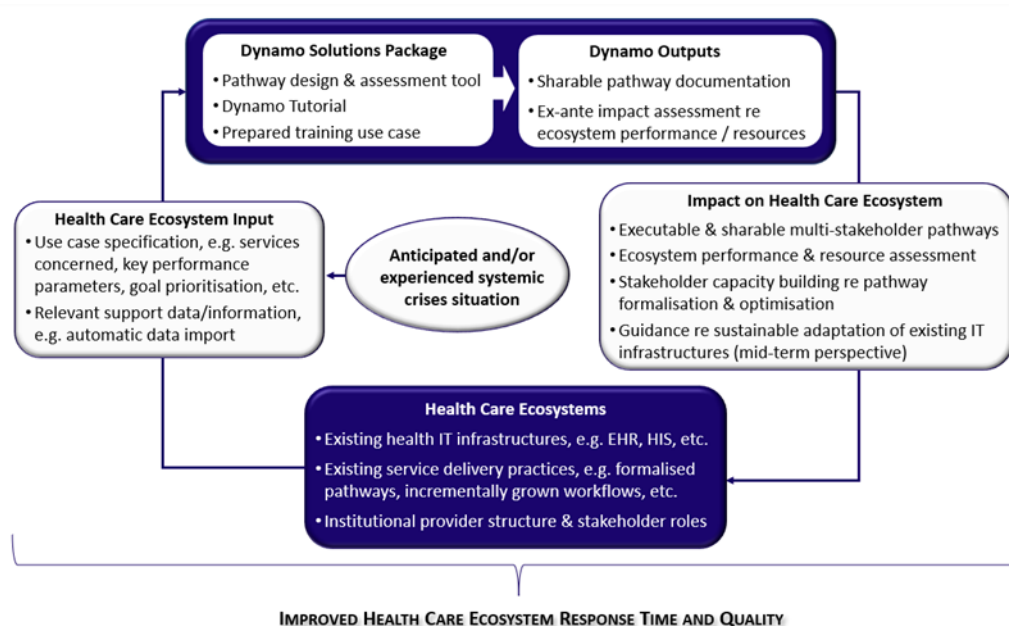 Dynamo Solutions Package
• Pathway design & assessment tool
• Dynamo Tutorial
• Prepared training use case
Dynamo Outputs
• Sharable pathway documentation
• Ex-ante impact assessment re
ecosystem performance / resources
Health Care Ecosystem Input
• Use case specification, e.g. services
concerned, key performance
parameters, goal prioritisation, etc.
• Relevant support data/information,
e.g. automatic data import
Anticipated and/or
experienced systemic
crises situation
Impact on Health Care Ecosystem
• Executable & sharable multi-stakeholder pathways
• Ecosystem performance & resource assessment
• Stakeholder capacity building re pathway
formalisation & optimisation
• Guidance re sustainable adaptation of existing IT
infrastructures (mid-term perspective)
Health Care Ecosystems
• Existing health IT infrastructures, e.g. EHR, HIS, etc.
• Existing service delivery practices, e.g. formalised
pathways, incrementally grown workflows, etc.
• Institutional provider structure & stakeholder roles
IMPROVED HEALTH CARE ECOSYSTEM RESPONSE TIME AND QUALITY